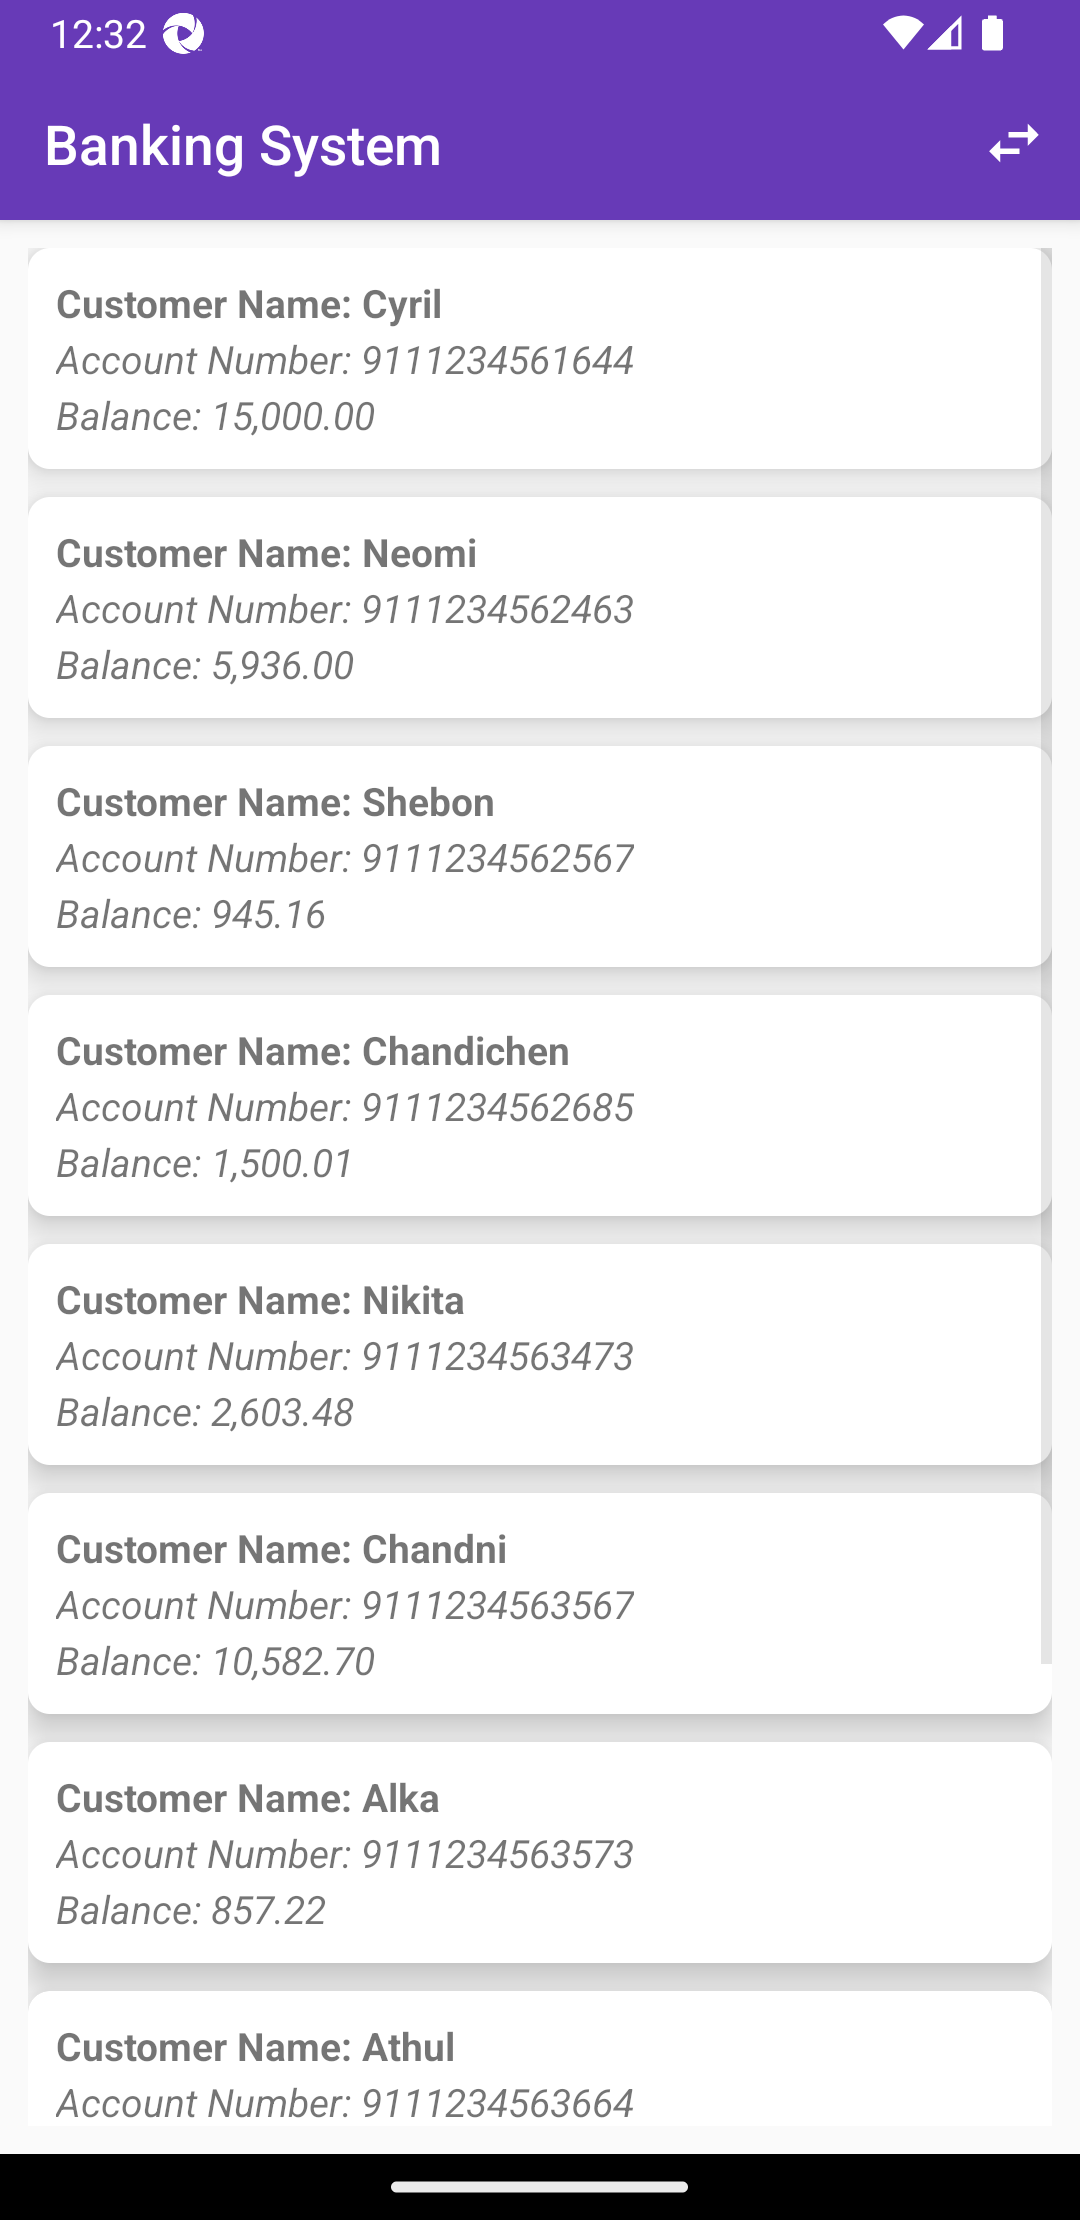 12:32
Banking System
Customer Name: Cyril
Account Number: 9111234561644
Balance: 15,000.00
Customer Name: Neomi
Account Number: 9111234562463
Balance: 5,936.00
Customer Name: Shebon
Account Number: 9111234562567
Balance: 945.16
Customer Name: Chandichen
Account Number: 9111234562685
Balance: 1,500.01
Customer Name: Nikita
Account Number: 9111234563473
Balance: 2,603.48
Customer Name: Chandni
Account Number: 9111234563567
Balance: 10,582.70
Customer Name: Alka
Account Number: 9111234563573
Balance: 857.22
Customer Name: Athul
Account Number: 9111234563664